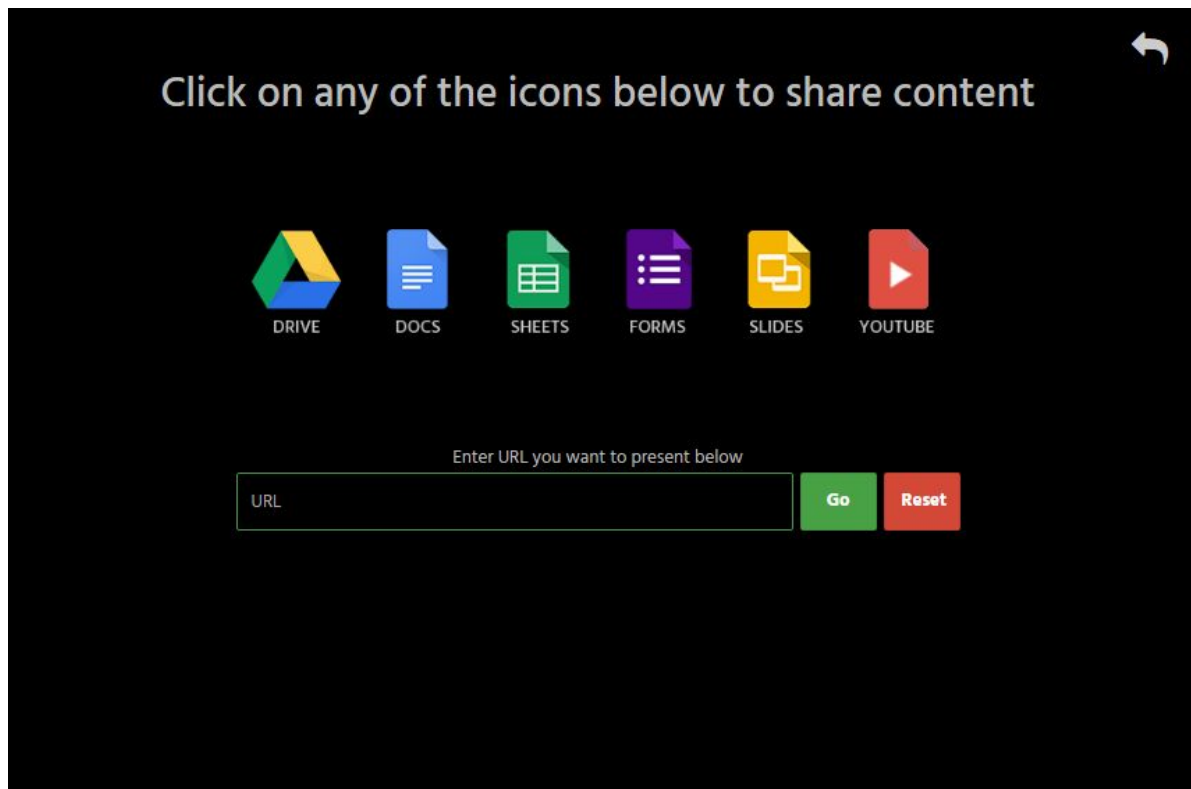 Click on any of the icons below to share content
DRIVE DOCS SHEETS FORMS SLIDES YOUTUBE
Enter URL you want to present below
URL Go Reset